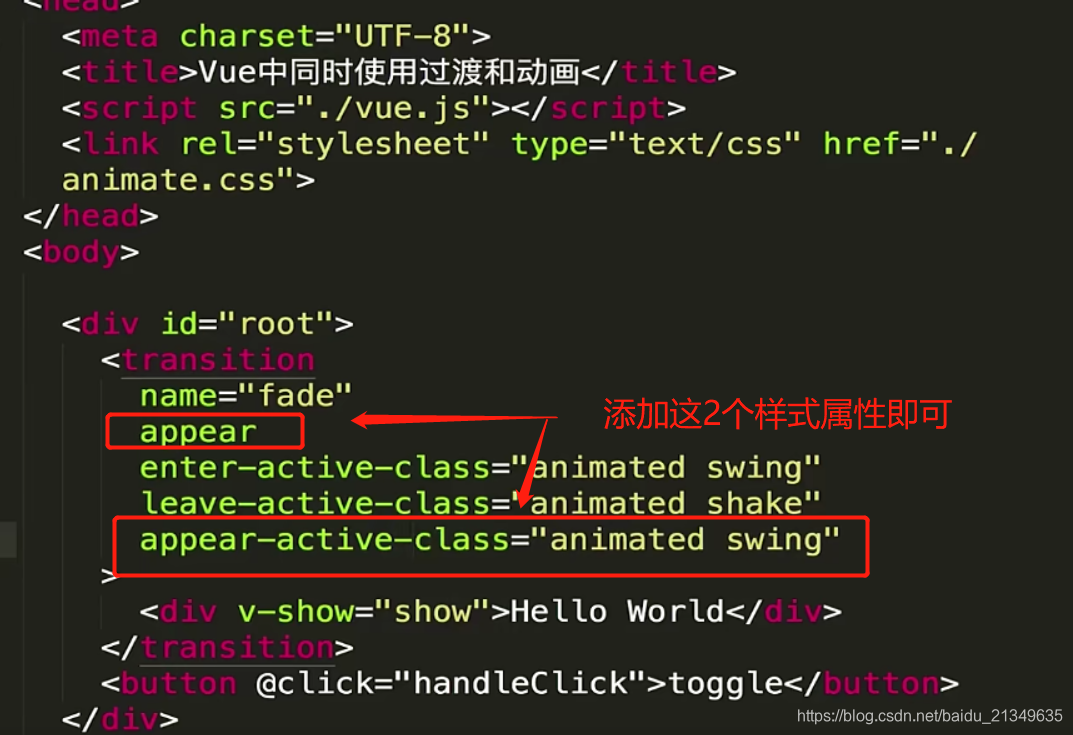 <head>
<meta charset="UTF-8">
<title>Vue中同时使用过渡和动画</title>
<script src="./vue.js"></script>
<link rel="stylesheet" type="text/css" href="./
animate.css">
</head>
<body>
<div id="root">
<transition
name="fade"
appear
添加这2个样式属性即可
enter-active-class="animated swing"
leave-active-class="animated shake"
appear-active-class="animated swing"
>
<div v-show="show">Hello World</div>
</transition>
<button @click="handleClick">toggle</button>
</div>
https://blog.csdn.net/baidu_21349635